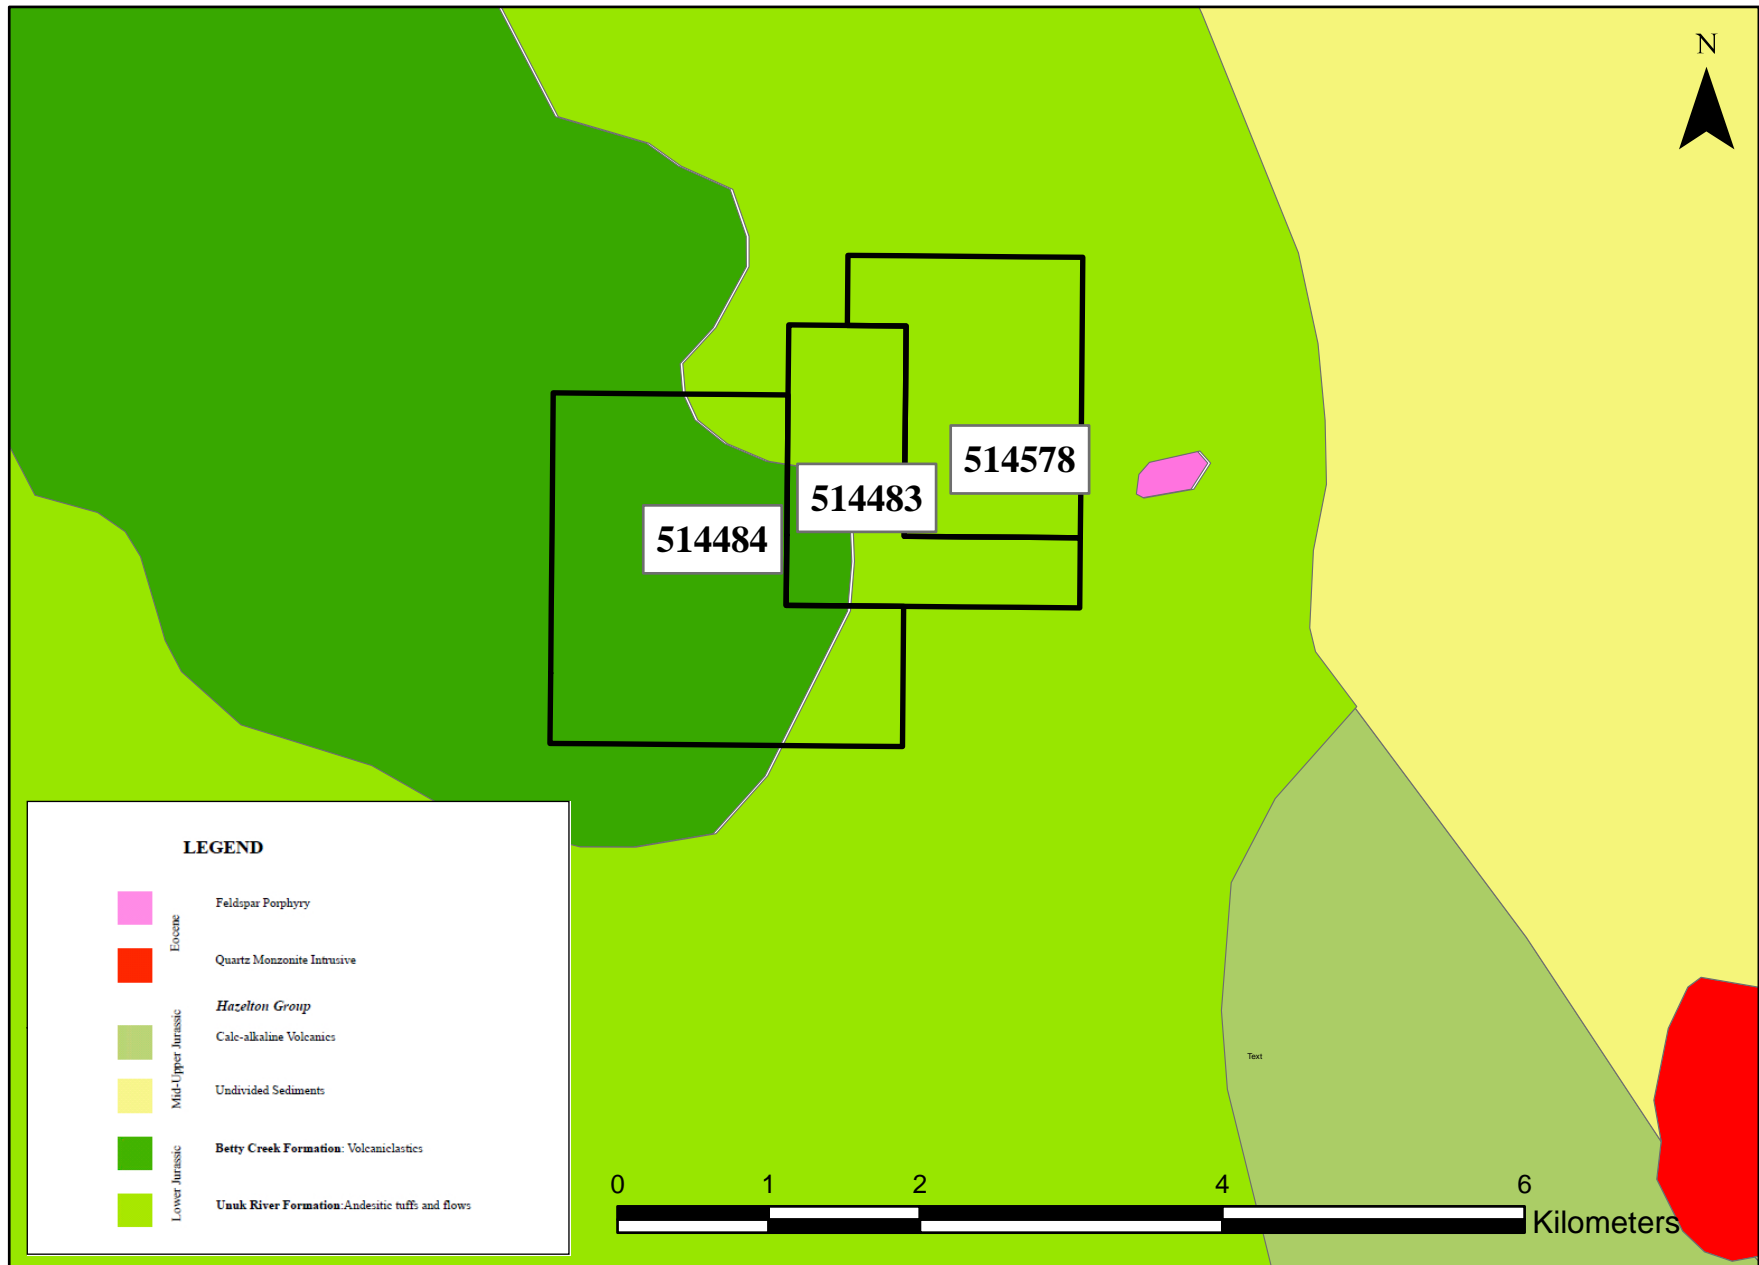 N
514578
514483
514484
LEGEND
Feldspar Porphyry
Eocene
Quartz Monzonite Intrusive
Hazelton Group
Mid-Upper Jurassic
Calc-alkaline Volcanics
Undivided Sediments
Lower Jurassic
Betty Creek Formation: Volcaniclastics
Unuk River Formation:Andesitic tuffs and flows
Text
0 1 2 4 6
Kilometers